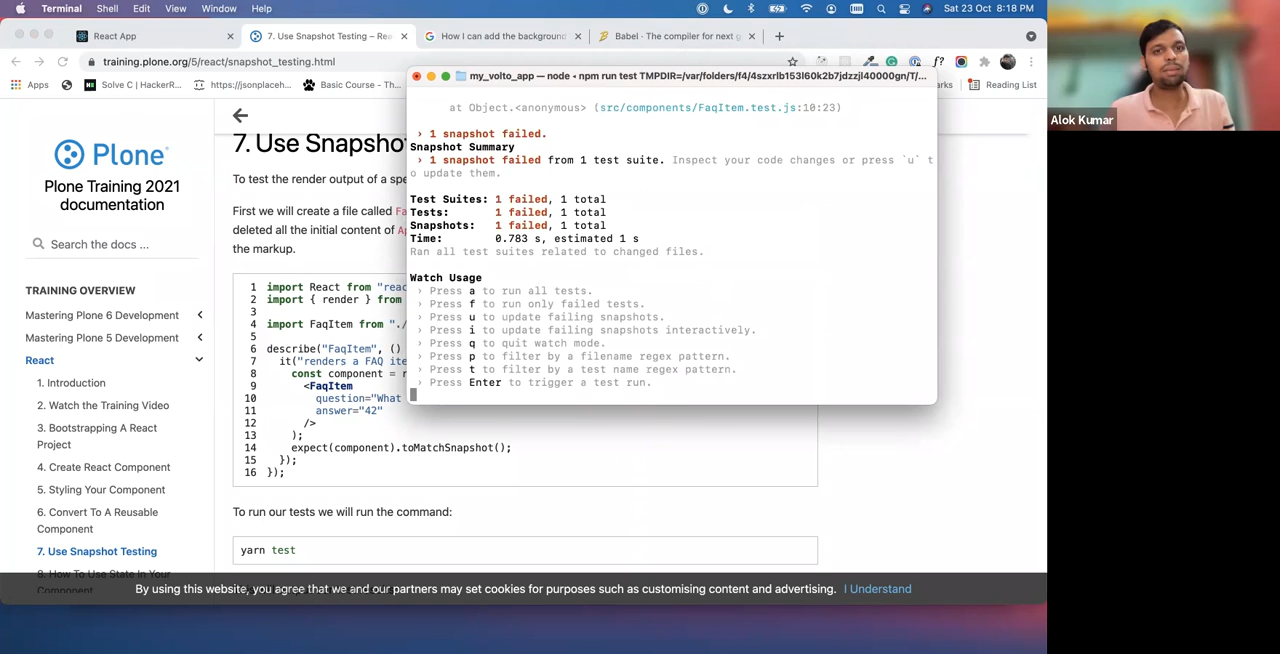 Terminal Shell Edit View Window Help Sat 23 Oct 8:18 PM
React App
7. Use Snapshot Testing – Rea
How I can add the background
Babel · The compiler for next g
training.plone.org/5/react/snapshot_testing.html
Apps
Solve C | HackerR...
https://jsonplaceh...
Basic Course - Th...
arks
Reading List
my_volto_app — node ◂ npm run test TMPDIR=/var/folders/f4/4szxrlb153l60k2b7jdzzjl40000gn/T/...
at Object.<anonymous> (src/components/FaqItem.test.js:10:23)
› 1 snapshot failed.
Snapshot Summary
› 1 snapshot failed from 1 test suite. Inspect your code changes or press `u` t
o update them.
Test Suites: 1 failed, 1 total
Tests: 1 failed, 1 total
Snapshots: 1 failed, 1 total
Time: 0.783 s, estimated 1 s
Ran all test suites related to changed files.
Watch Usage
› Press a to run all tests.
› Press f to run only failed tests.
› Press u to update failing snapshots.
› Press i to update failing snapshots interactively.
› Press q to quit watch mode.
› Press p to filter by a filename regex pattern.
› Press t to filter by a test name regex pattern.
› Press Enter to trigger a test run.
Alok Kumar
Plone
Plone Training 2021
documentation
Search the docs ...
TRAINING OVERVIEW
Mastering Plone 6 Development
Mastering Plone 5 Development
React
1. Introduction
2. Watch the Training Video
3. Bootstrapping A React
Project
4. Create React Component
5. Styling Your Component
6. Convert To A Reusable
Component
7. Use Snapshot Testing
8. How To Use State In Your
Component
7. Use Snapsho
To test the render output of a spe
First we will create a file called Fa
deleted all the initial content of Ap
the markup.
1 import React from "reac
2 import { render } from
3
4 import FaqItem from "./
5
6 describe("FaqItem", ()
7 it("renders a FAQ ite
8 const component = r
9 <FaqItem
10 question="What
11 answer="42"
12 />
13 );
14 expect(component).toMatchSnapshot();
15 });
16 });
To run our tests we will run the command:
yarn test
By using this website, you agree that we and our partners may set cookies for purposes such as customising content and advertising. I Understand